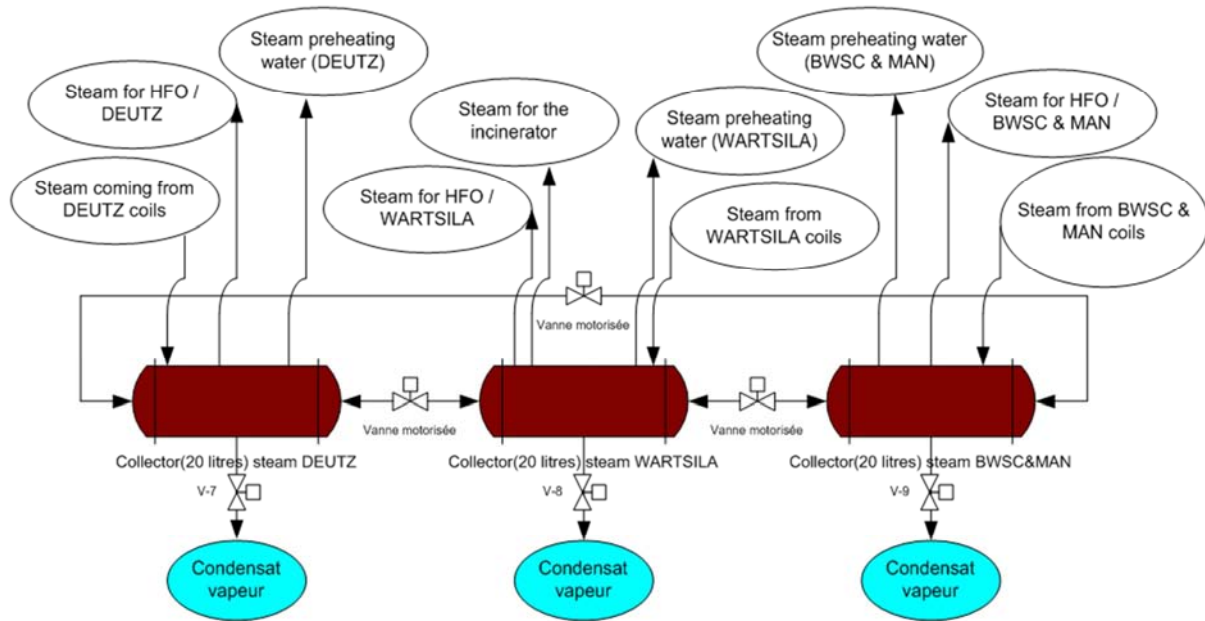 Steam preheating
water (DEUTZ)
Steam preheating water
(BWSC & MAN)
Steam for HFO /
DEUTZ
Steam for the
incinerator
Steam for HFO /
BWSC & MAN
Steam preheating
water (WARTSILA)
Steam coming from
DEUTZ coils
Steam for HFO /
WARTSILA
Steam from
WARTSILA coils
Steam from BWSC &
MAN coils
Vanne motorisée
Vanne motorisée
Vanne motorisée
Collector(20 litres) steam DEUTZ
Collector(20 litres) steam WARTSILA
Collector(20 litres) steam BWSC&MAN
V-7
V-8
V-9
Condensat
vapeur
Condensat
vapeur
Condensat
vapeur